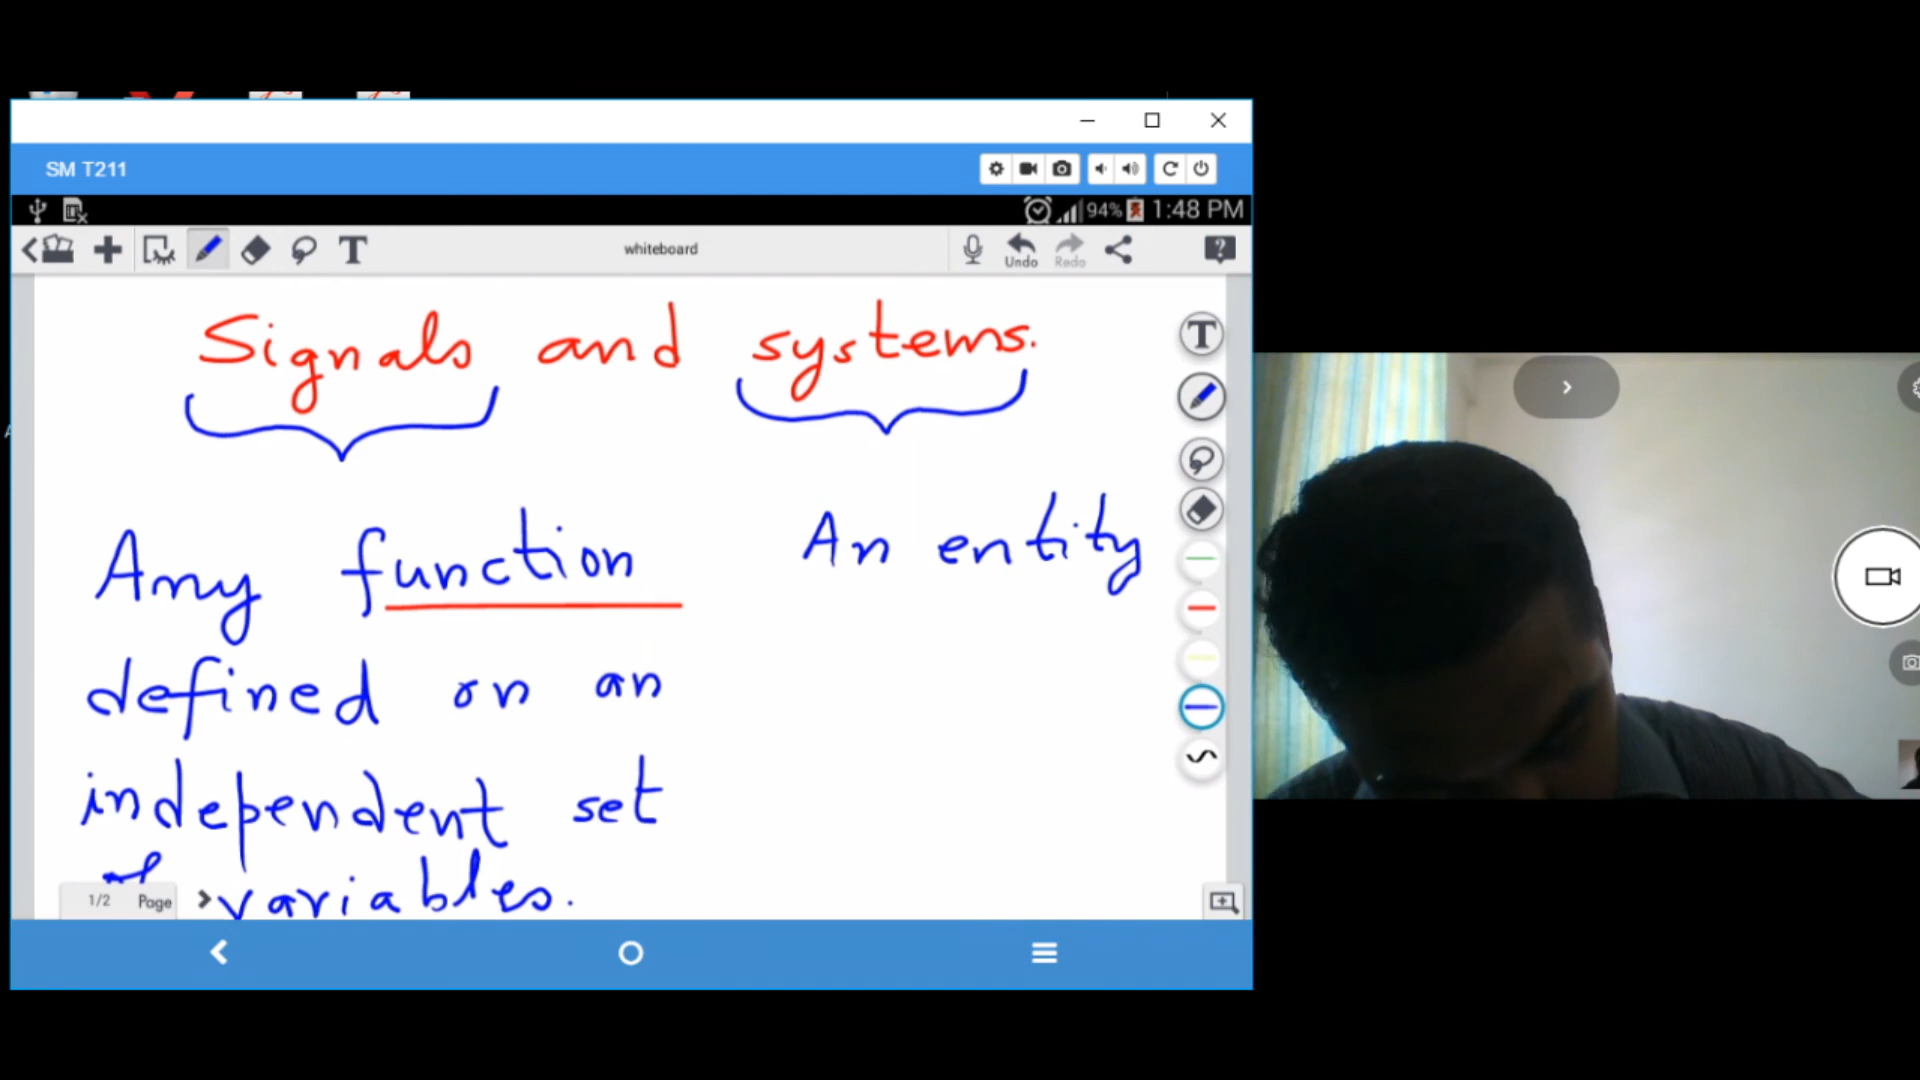 SM T211
94% 1:48 PM
T whiteboard Undo Redo
Signals and systems.
T
Any function
defined on an
independent set
of variables.
An entity
1/2 Page